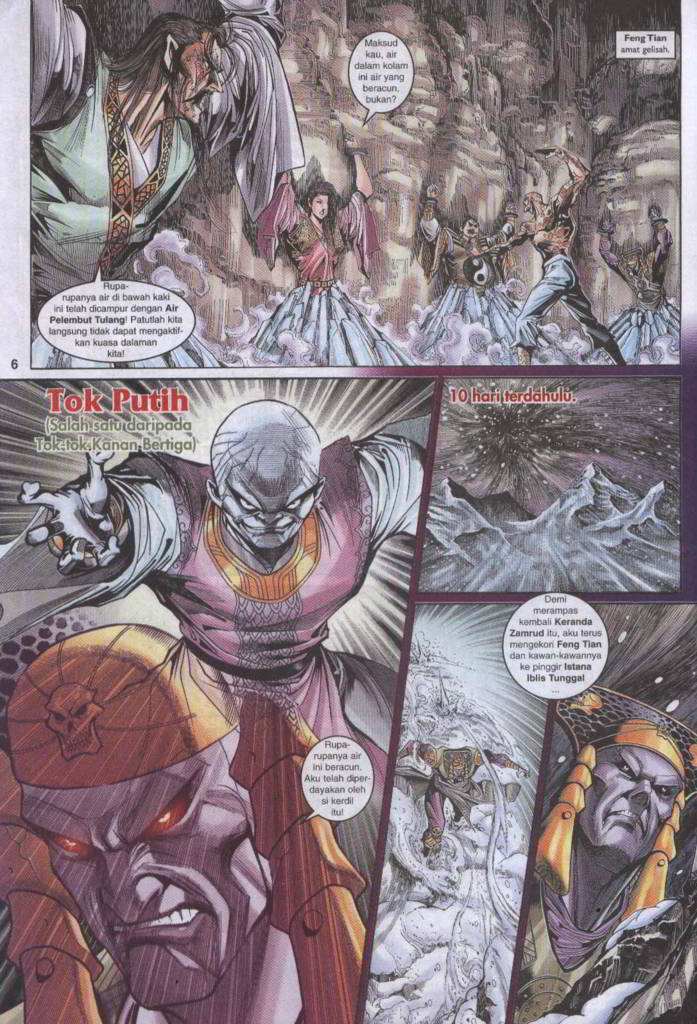 Maksud
kau, air
dalam kolam
ini air yang
beracun,
bukan?
Feng Tian
amat gelisah.
Rupa-
rupanya air di bawah kaki
ini telah dicampur dengan Air
Pelembut Tulang! Patutlah kita
langsung tidak dapat mengaktif-
kan kuasa dalaman
kita!
6
Tok Putih
(Salah satu daripada
Tok-tok Kanan Bertiga)
10 hari terdahulu.
Demi
merampas
kembali Keranda
Zamrud itu, aku terus
mengekori Feng Tian
dan kawan-kawannya
ke pinggir Istana
Iblis Tunggal
...
Rupa-
rupanya air
ini beracun.
Aku telah diper-
dayakan oleh
si kerdil
itu!